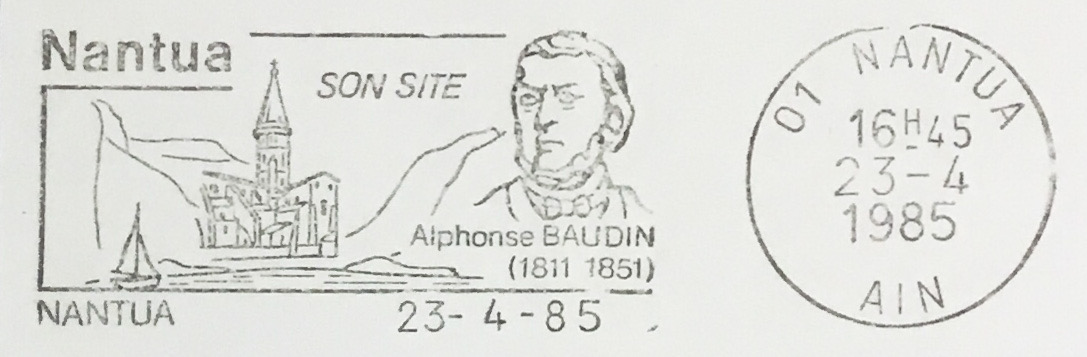 Nantua
SON SITE
Alphonse BAUDIN
(1811 1851)
NANTUA
23-4-85
01 NANTUA
16H45
23-4
1985
AIN